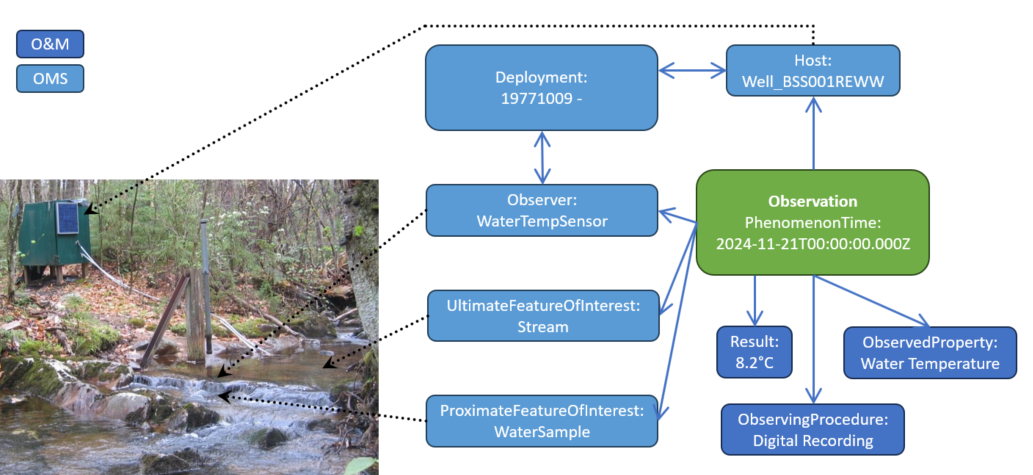 O&M
OMS
Deployment:
19771009 -
Host:
Well_BSS001REWW
Observer:
WaterTempSensor
Observation
PhenomenonTime:
2024-11-21T00:00:00.000Z
UltimateFeatureOfInterest:
Stream
Result:
8.2°C
ObservedProperty:
Water Temperature
ProximateFeatureOfInterest:
WaterSample
ObservingProcedure:
Digital Recording